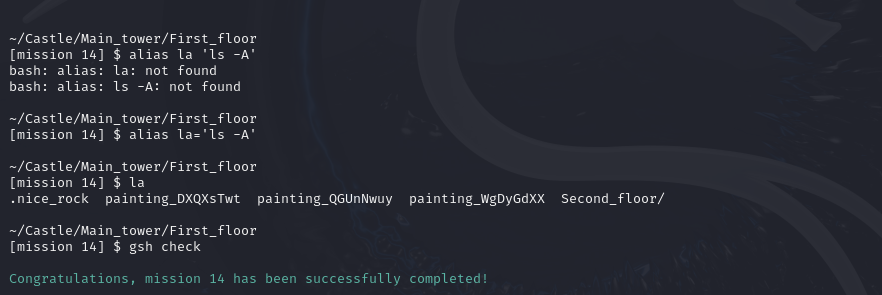 ~/Castle/Main_tower/First_floor
[mission 14] $ alias la 'ls -A'
bash: alias: la: not found
bash: alias: ls -A: not found
~/Castle/Main_tower/First_floor
[mission 14] $ alias la='ls -A'
~/Castle/Main_tower/First_floor
[mission 14] $ la
.nice_rock  painting_DXQXsTwt  painting_QGUnNwuy  painting_WgDyGdXX  Second_floor/
~/Castle/Main_tower/First_floor
[mission 14] $ gsh check
Congratulations, mission 14 has been successfully completed!